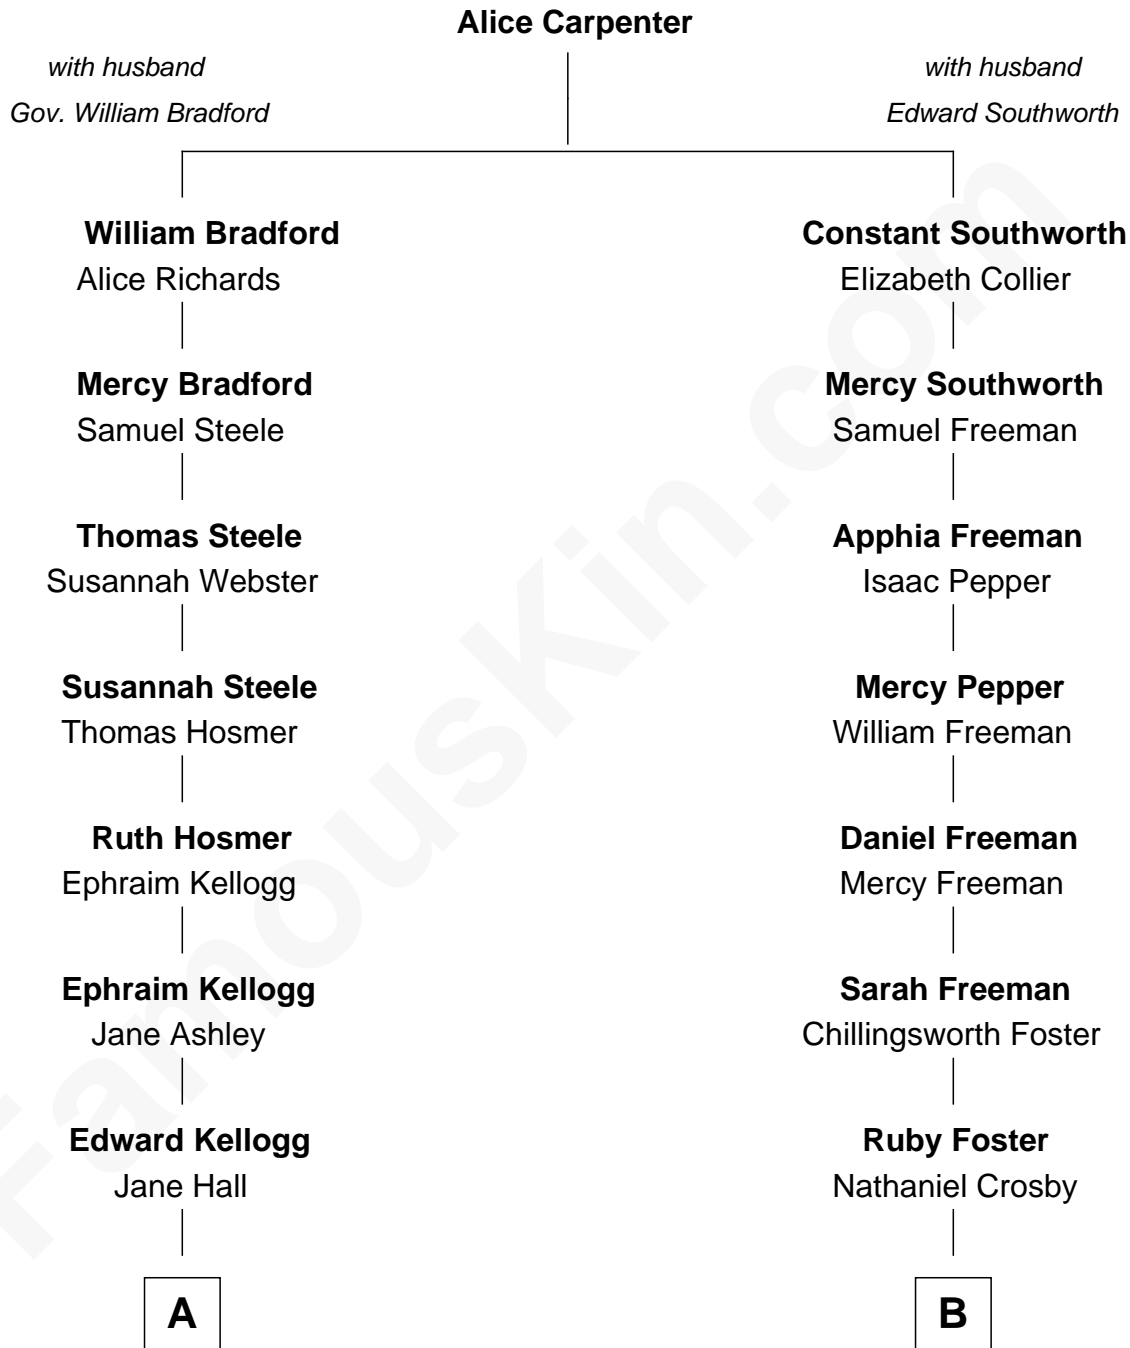 Alice Carpenter
with husband
Gov. William Bradford
with husband
Edward Southworth
William Bradford
Alice Richards
Constant Southworth
Elizabeth Collier
Mercy Bradford
Samuel Steele
Mercy Southworth
Samuel Freeman
Thomas Steele
Susannah Webster
Apphia Freeman
Isaac Pepper
Susannah Steele
Thomas Hosmer
Mercy Pepper
William Freeman
Ruth Hosmer
Ephraim Kellogg
Daniel Freeman
Mercy Freeman
Ephraim Kellogg
Jane Ashley
Sarah Freeman
Chillingsworth Foster
Edward Kellogg
Jane Hall
Ruby Foster
Nathaniel Crosby
A
B
FamousKin.com